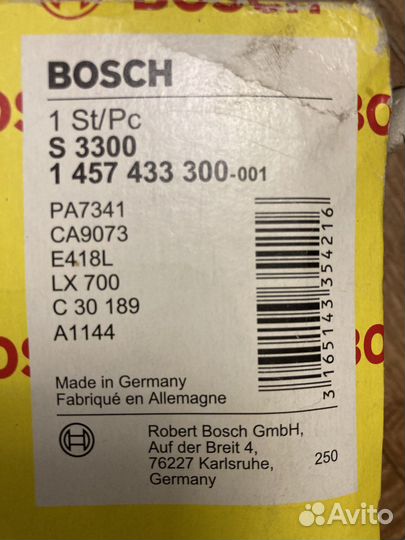 BOSCH
1 St/Pc
S 3300
1 457 433 300-001
PA7341
CA9073
E418L
LX 700
C 30 189
A1144
Made in Germany
Fabriqué en Allemagne
3165143354216
Robert Bosch GmbH,
Auf der Breit 4,
76227 Karlsruhe,
Germany
250
Avito